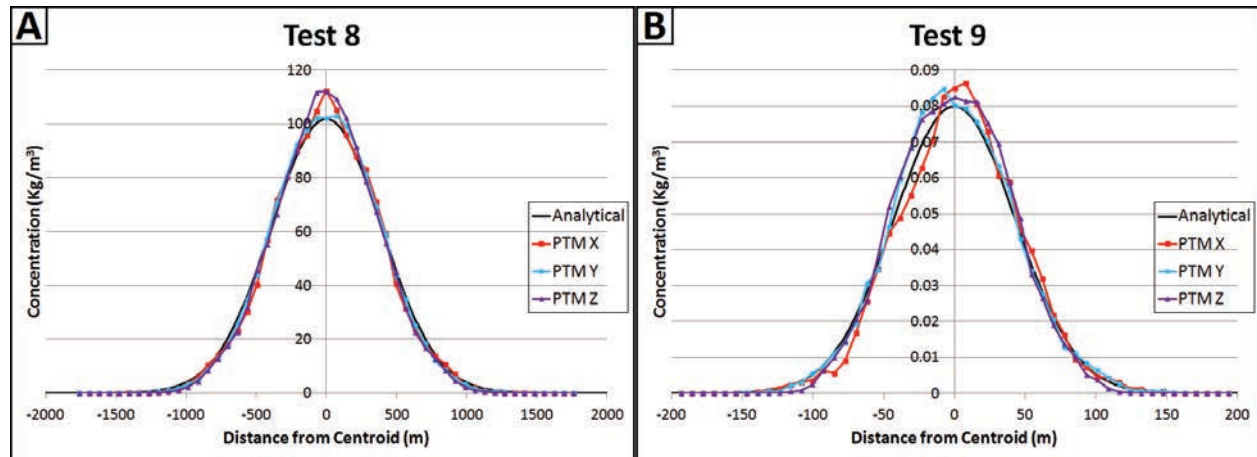 A
Test 8
Concentration (Kg/m³)
120
100
80
60
40
20
0
-2000
-1500
-1000
-500
0
500
1000
1500
2000
Distance from Centroid (m)
Analytical
PTM X
PTM Y
PTM Z
B
Test 9
Concentration (Kg/m³)
0.09
0.08
0.07
0.06
0.05
0.04
0.03
0.02
0.01
0
-200
-150
-100
-50
0
50
100
150
200
Distance from Centroid (m)
Analytical
PTM X
PTM Y
PTM Z